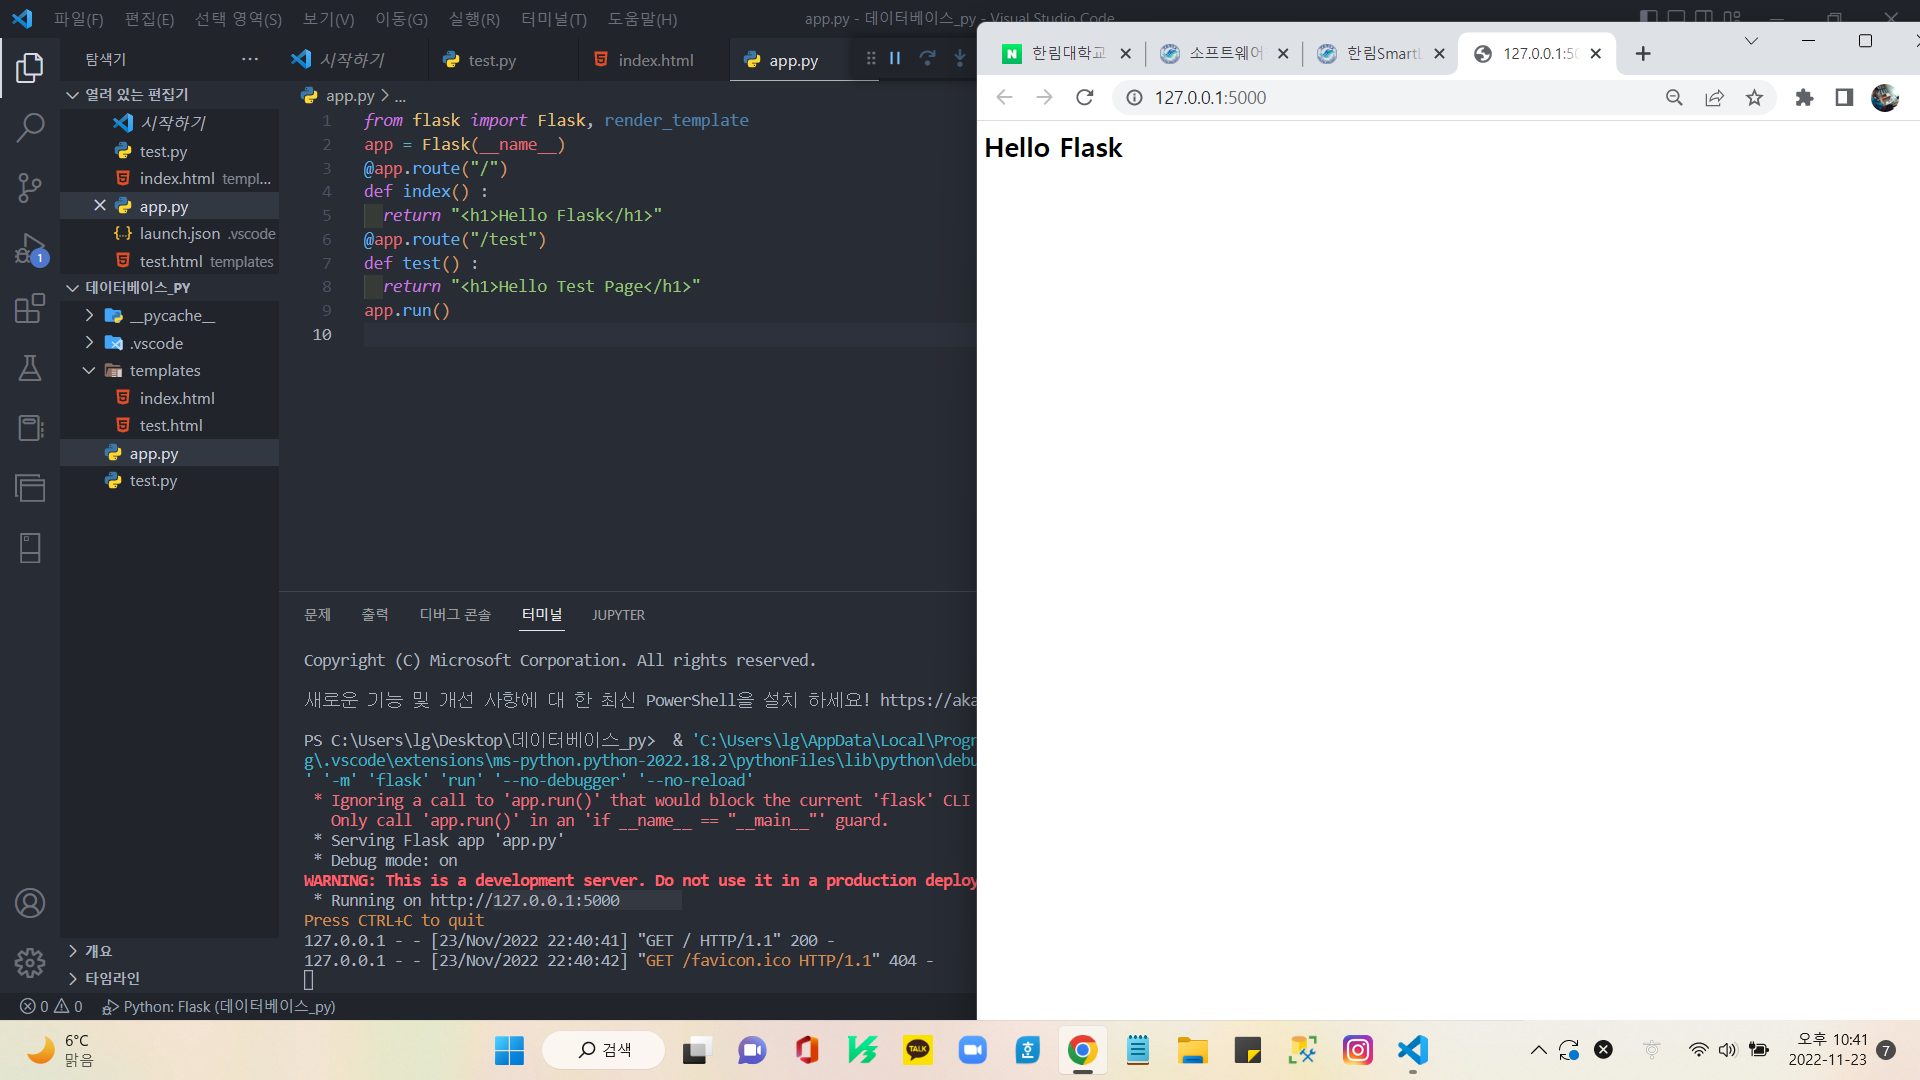 파일(F) 편집(E) 선택 영역(S) 보기(V) 이동(G) 실행(R) 터미널(T) 도움말(H)
app.py - 데이터베이스_py - Visual Studio Code
탐색기
시작하기
test.py
index.html
app.py
열려 있는 편집기
시작하기
test.py
index.html templ...
app.py
launch.json .vscode
test.html templates
데이터베이스_PY
__pycache__
.vscode
templates
index.html
test.html
app.py
test.py
개요
타임라인
app.py > ...
1 from flask import Flask, render_template
2 app = Flask(__name__)
3 @app.route("/")
4 def index() :
5 return "<h1>Hello Flask</h1>"
6 @app.route("/test")
7 def test() :
8 return "<h1>Hello Test Page</h1>"
9 app.run()
10
문제 출력 디버그 콘솔 터미널 JUPYTER
Copyright (C) Microsoft Corporation. All rights reserved.
새로운 기능 및 개선 사항에 대 한 최신 PowerShell을 설치 하세요! https://aka
PS C:\Users\lg\Desktop\데이터베이스_py> & 'C:\Users\lg\AppData\Local\Progr
g\.vscode\extensions\ms-python.python-2022.18.2\pythonFiles\lib\python\debu
' '-m' 'flask' 'run' '--no-debugger' '--no-reload'
* Ignoring a call to 'app.run()' that would block the current 'flask' CLI
Only call 'app.run()' in an 'if __name__ == "__main__"' guard.
* Serving Flask app 'app.py'
* Debug mode: on
WARNING: This is a development server. Do not use it in a production deploy
* Running on http://127.0.0.1:5000
Press CTRL+C to quit
127.0.0.1 - - [23/Nov/2022 22:40:41] "GET / HTTP/1.1" 200 -
127.0.0.1 - - [23/Nov/2022 22:40:42] "GET /favicon.ico HTTP/1.1" 404 -
1
0 0 Python: Flask (데이터베이스_py)
N 한림대학교
소프트웨어
한림SmartL
127.0.0.1:50
127.0.0.1:5000
Hello Flask
6°C
맑음
검색
TALK
오후 10:41
2022-11-23
7